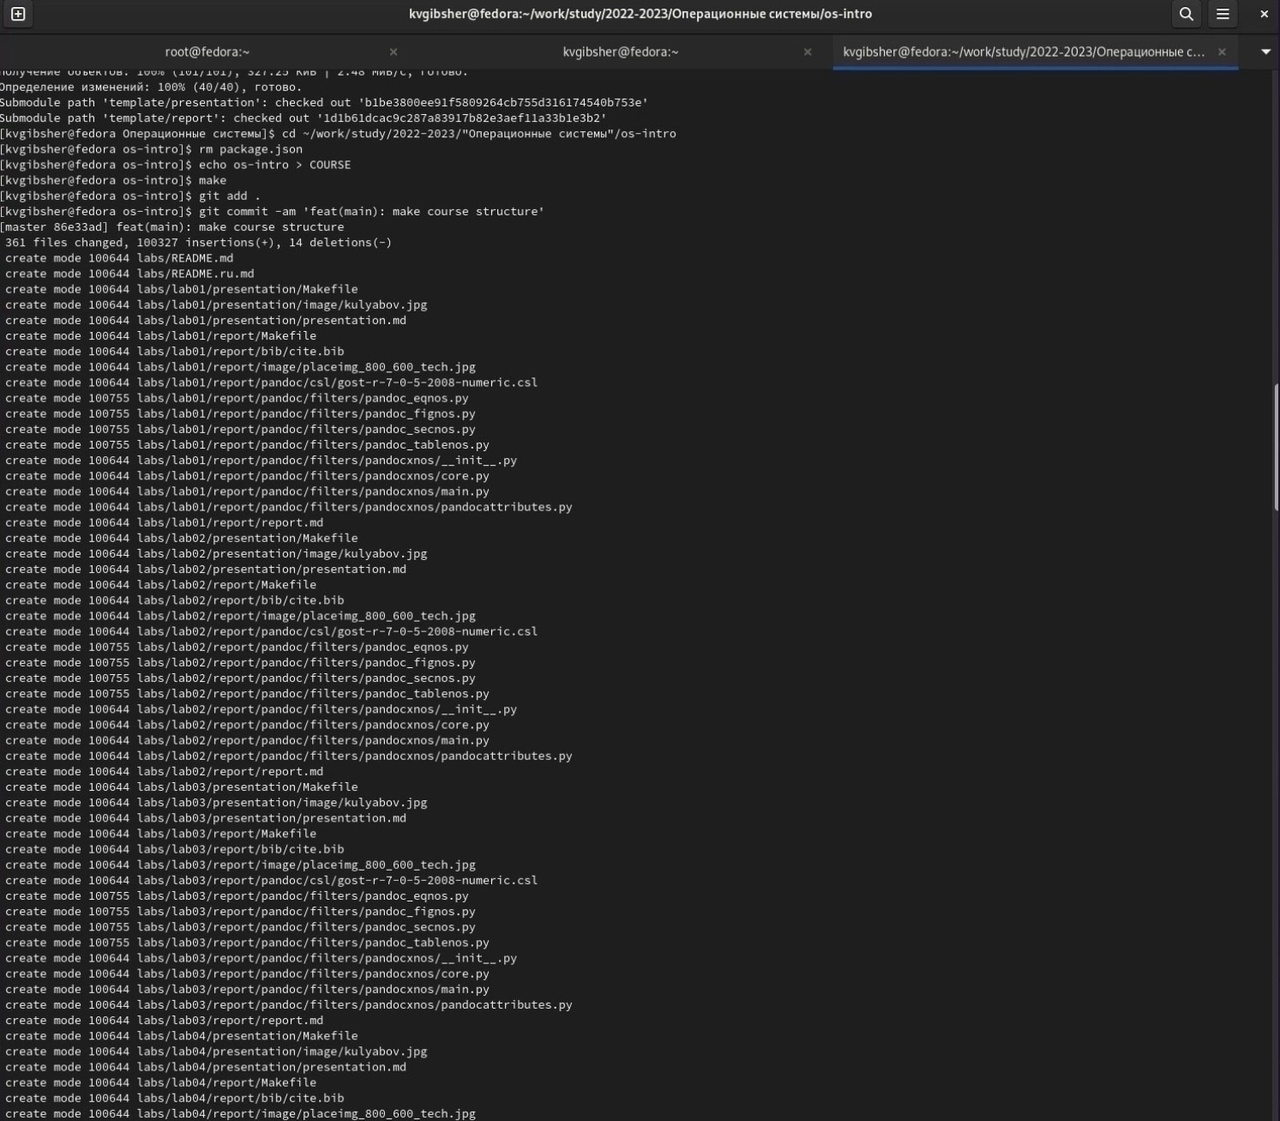 kvgibsher@fedora:~/work/study/2022-2023/Операционные системы/os-intro
root@fedora:~
kvgibsher@fedora:~
kvgibsher@fedora:~/work/study/2022-2023/Операционные с...
Получение объектов: 100% (101/101), 327.25 КиБ | 2.48 МиБ/с, готово.
Определение изменений: 100% (40/40), готово.
Submodule path 'template/presentation': checked out 'b1be3800ee91f5809264cb755d316174540b753e'
Submodule path 'template/report': checked out '1d1b61dcac9c287a83917b82e3aef11a33b1e3b2'
[kvgibsher@fedora Операционные системы]$ cd ~/work/study/2022-2023/"Операционные системы"/os-intro
[kvgibsher@fedora os-intro]$ rm package.json
[kvgibsher@fedora os-intro]$ echo os-intro > COURSE
[kvgibsher@fedora os-intro]$ make
[kvgibsher@fedora os-intro]$ git add .
[kvgibsher@fedora os-intro]$ git commit -am 'feat(main): make course structure'
[master 86e33ad] feat(main): make course structure
361 files changed, 100327 insertions(+), 14 deletions(-)
create mode 100644 labs/README.md
create mode 100644 labs/README.ru.md
create mode 100644 labs/lab01/presentation/Makefile
create mode 100644 labs/lab01/presentation/image/kulyabov.jpg
create mode 100644 labs/lab01/presentation/presentation.md
create mode 100644 labs/lab01/report/Makefile
create mode 100644 labs/lab01/report/bib/cite.bib
create mode 100644 labs/lab01/report/image/placeimg_800_600_tech.jpg
create mode 100644 labs/lab01/report/pandoc/csl/gost-r-7-0-5-2008-numeric.csl
create mode 100755 labs/lab01/report/pandoc/filters/pandoc_eqnos.py
create mode 100755 labs/lab01/report/pandoc/filters/pandoc_fignos.py
create mode 100755 labs/lab01/report/pandoc/filters/pandoc_secnos.py
create mode 100755 labs/lab01/report/pandoc/filters/pandoc_tablenos.py
create mode 100644 labs/lab01/report/pandoc/filters/pandocxnos/__init__.py
create mode 100644 labs/lab01/report/pandoc/filters/pandocxnos/core.py
create mode 100644 labs/lab01/report/pandoc/filters/pandocxnos/main.py
create mode 100644 labs/lab01/report/pandoc/filters/pandocxnos/pandocattributes.py
create mode 100644 labs/lab01/report/report.md
create mode 100644 labs/lab02/presentation/Makefile
create mode 100644 labs/lab02/presentation/image/kulyabov.jpg
create mode 100644 labs/lab02/presentation/presentation.md
create mode 100644 labs/lab02/report/Makefile
create mode 100644 labs/lab02/report/bib/cite.bib
create mode 100644 labs/lab02/report/image/placeimg_800_600_tech.jpg
create mode 100644 labs/lab02/report/pandoc/csl/gost-r-7-0-5-2008-numeric.csl
create mode 100755 labs/lab02/report/pandoc/filters/pandoc_eqnos.py
create mode 100755 labs/lab02/report/pandoc/filters/pandoc_fignos.py
create mode 100755 labs/lab02/report/pandoc/filters/pandoc_secnos.py
create mode 100755 labs/lab02/report/pandoc/filters/pandoc_tablenos.py
create mode 100644 labs/lab02/report/pandoc/filters/pandocxnos/__init__.py
create mode 100644 labs/lab02/report/pandoc/filters/pandocxnos/core.py
create mode 100644 labs/lab02/report/pandoc/filters/pandocxnos/main.py
create mode 100644 labs/lab02/report/pandoc/filters/pandocxnos/pandocattributes.py
create mode 100644 labs/lab02/report/report.md
create mode 100644 labs/lab03/presentation/Makefile
create mode 100644 labs/lab03/presentation/image/kulyabov.jpg
create mode 100644 labs/lab03/presentation/presentation.md
create mode 100644 labs/lab03/report/Makefile
create mode 100644 labs/lab03/report/bib/cite.bib
create mode 100644 labs/lab03/report/image/placeimg_800_600_tech.jpg
create mode 100644 labs/lab03/report/pandoc/csl/gost-r-7-0-5-2008-numeric.csl
create mode 100755 labs/lab03/report/pandoc/filters/pandoc_eqnos.py
create mode 100755 labs/lab03/report/pandoc/filters/pandoc_fignos.py
create mode 100755 labs/lab03/report/pandoc/filters/pandoc_secnos.py
create mode 100755 labs/lab03/report/pandoc/filters/pandoc_tablenos.py
create mode 100644 labs/lab03/report/pandoc/filters/pandocxnos/__init__.py
create mode 100644 labs/lab03/report/pandoc/filters/pandocxnos/core.py
create mode 100644 labs/lab03/report/pandoc/filters/pandocxnos/main.py
create mode 100644 labs/lab03/report/pandoc/filters/pandocxnos/pandocattributes.py
create mode 100644 labs/lab03/report/report.md
create mode 100644 labs/lab04/presentation/Makefile
create mode 100644 labs/lab04/presentation/image/kulyabov.jpg
create mode 100644 labs/lab04/presentation/presentation.md
create mode 100644 labs/lab04/report/Makefile
create mode 100644 labs/lab04/report/bib/cite.bib
create mode 100644 labs/lab04/report/image/placeimg_800_600_tech.jpg